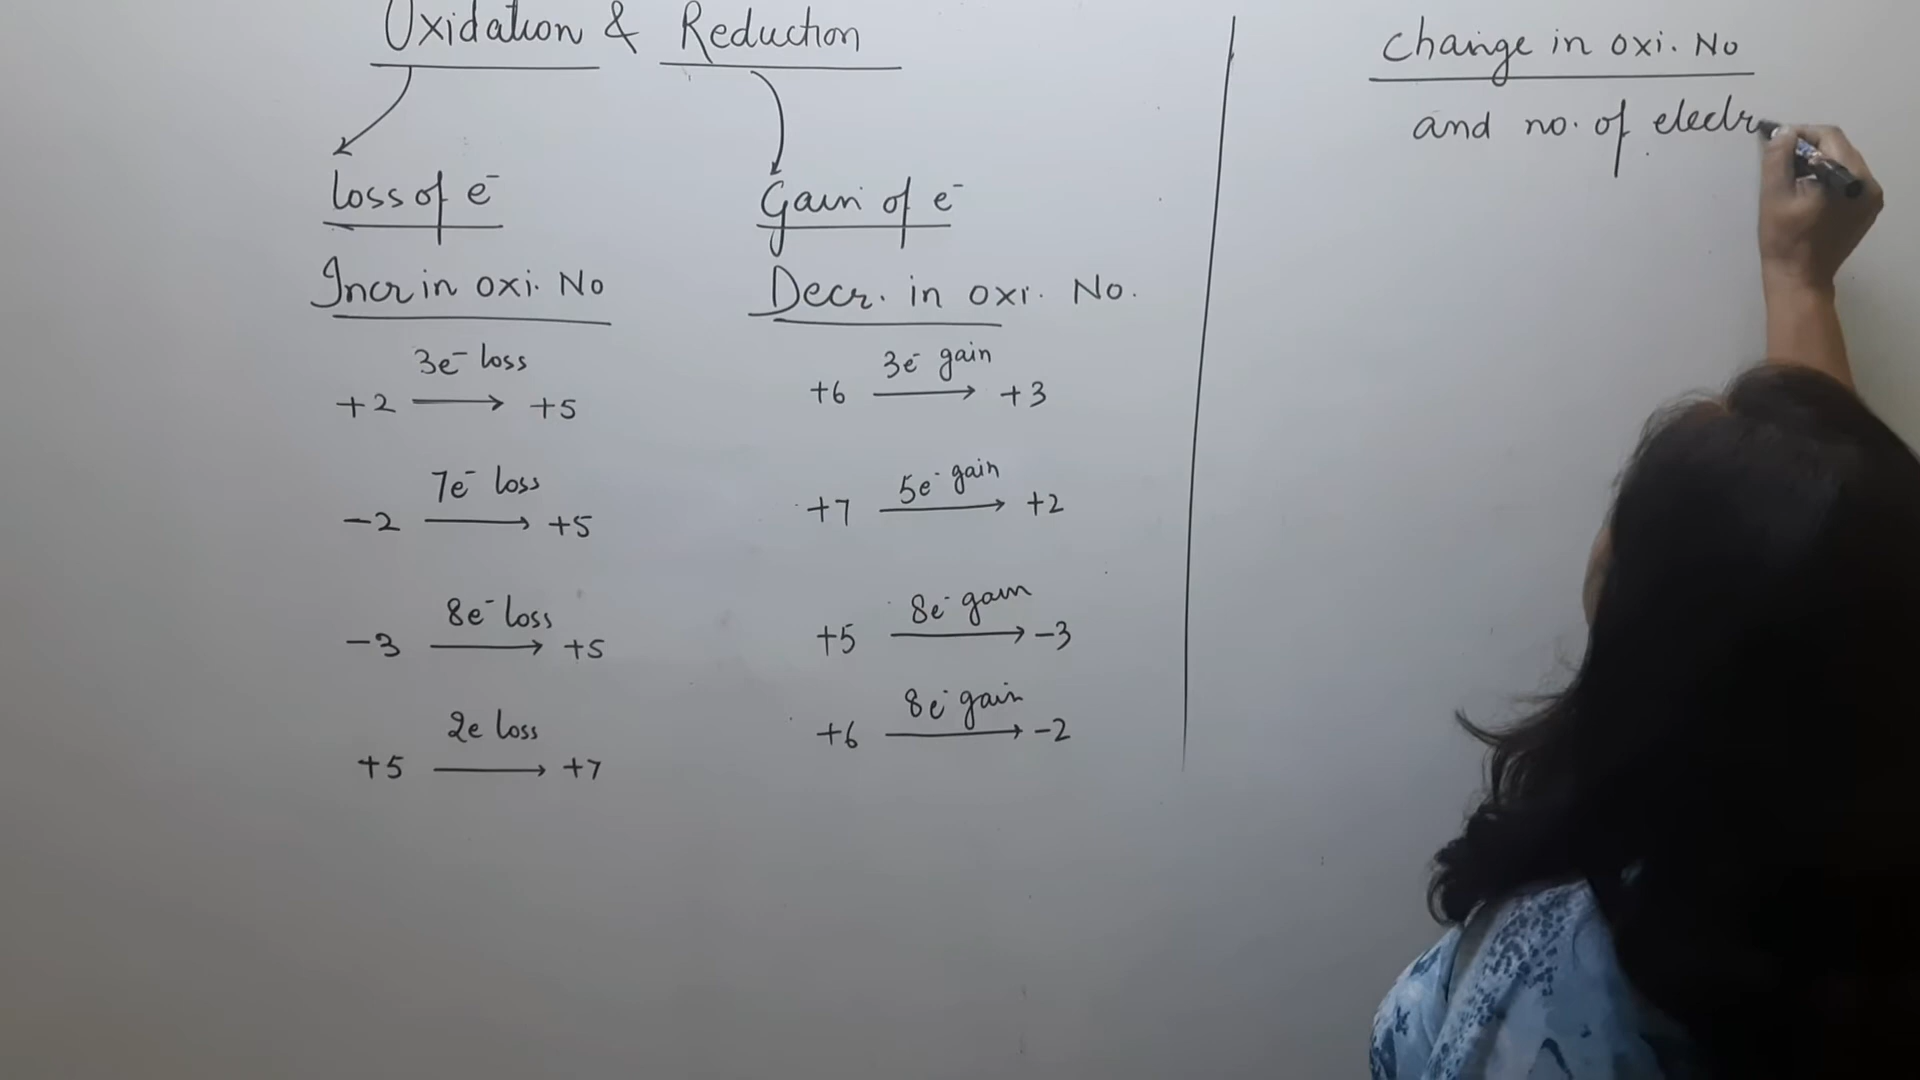 Oxidation & Reduction
loss of e⁻
Gain of e⁻
Incr in oxi. No
Decr. in oxi. No.
3e⁻ loss
+2 ⟶ +5
3e⁻ gain
+6 ⟶ +3
7e⁻ loss
-2 ⟶ +5
5e⁻ gain
+7 ⟶ +2
8e⁻ loss
-3 ⟶ +5
8e⁻ gain
+5 ⟶ -3
2e loss
+5 ⟶ +7
8e⁻ gain
+6 ⟶ -2
Change in oxi. No
and no. of electr